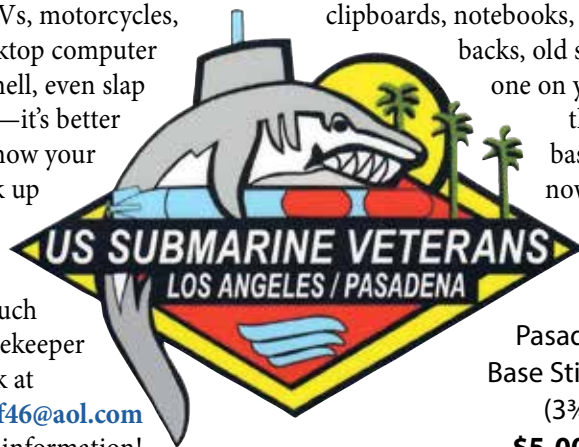 Vs, motorcycles,
ktop computer
hell, even slap
—it's better
how your
k up
uch
ekeeper
k at
f46@aol.com
information!
clipboards, notebooks,
backs, old s
one on y
th
bas
now
US SUBMARINE VETERANS
LOS ANGELES / PASADENA
Pasad
Base Sti
(3¾
$5.00